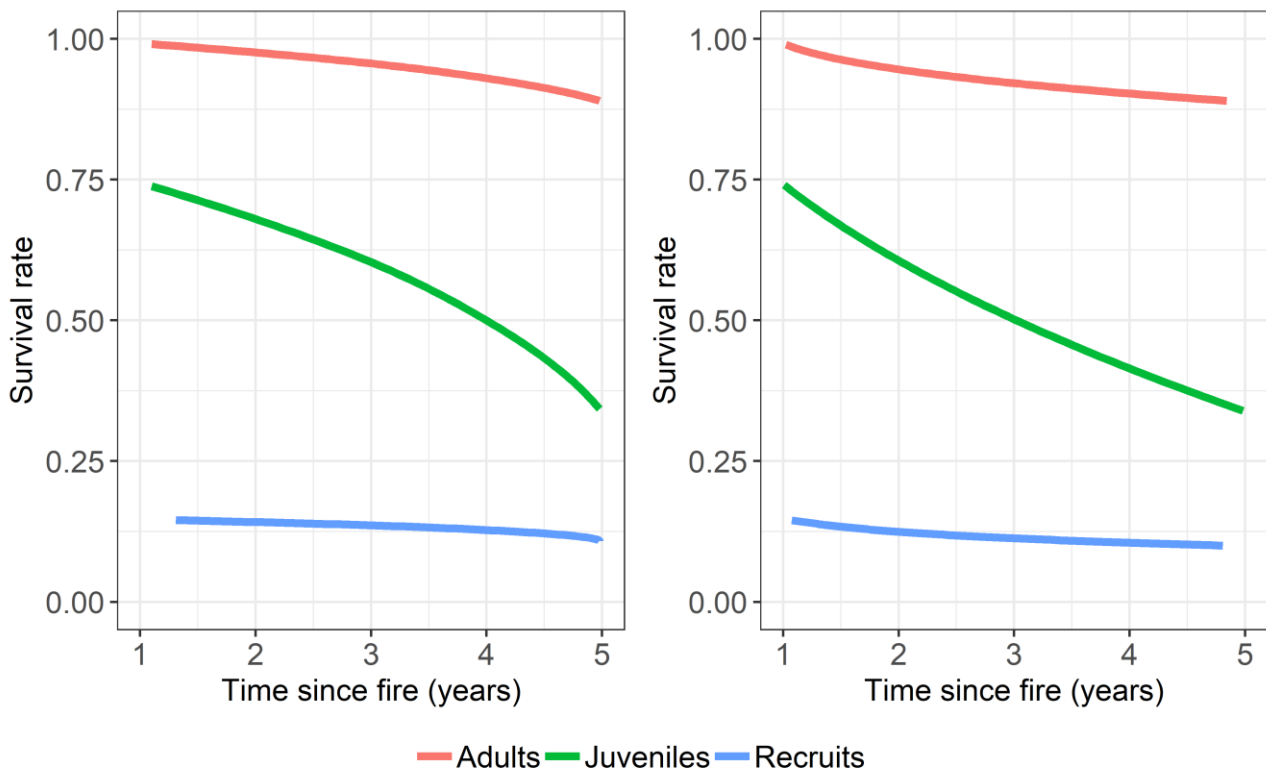 1.00
0.75
0.50
0.25
0.00
Survival rate
1 2 3 4 5
Time since fire (years)
1.00
0.75
0.50
0.25
0.00
Survival rate
1 2 3 4 5
Time since fire (years)
Adults Juveniles Recruits